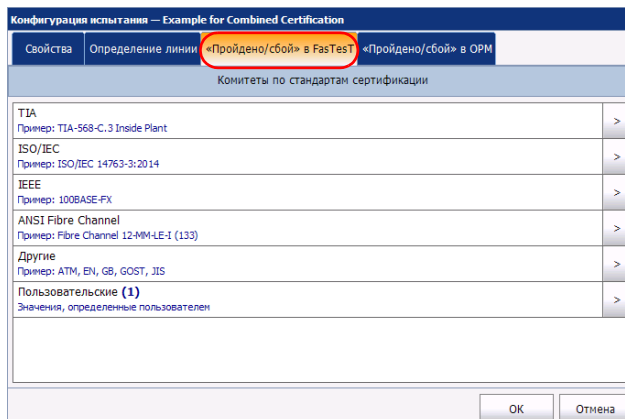 Конфигурация испытания — Example for Combined Certification
Свойства Определение линии «Пройдено/сбой» в FasTesT «Пройдено/сбой» в OPM
Комитеты по стандартам сертификации
TIA
Пример: TIA-568-C.3 Inside Plant
>
ISO/IEC
Пример: ISO/IEC 14763-3:2014
>
IEEE
Пример: 100BASE-FX
>
ANSI Fibre Channel
Пример: Fibre Channel 12-MM-LE-I (133)
>
Другие
Пример: ATM, EN, GB, GOST, JIS
>
Пользовательские (1)
Значения, определенные пользователем
>
ОК Отмена